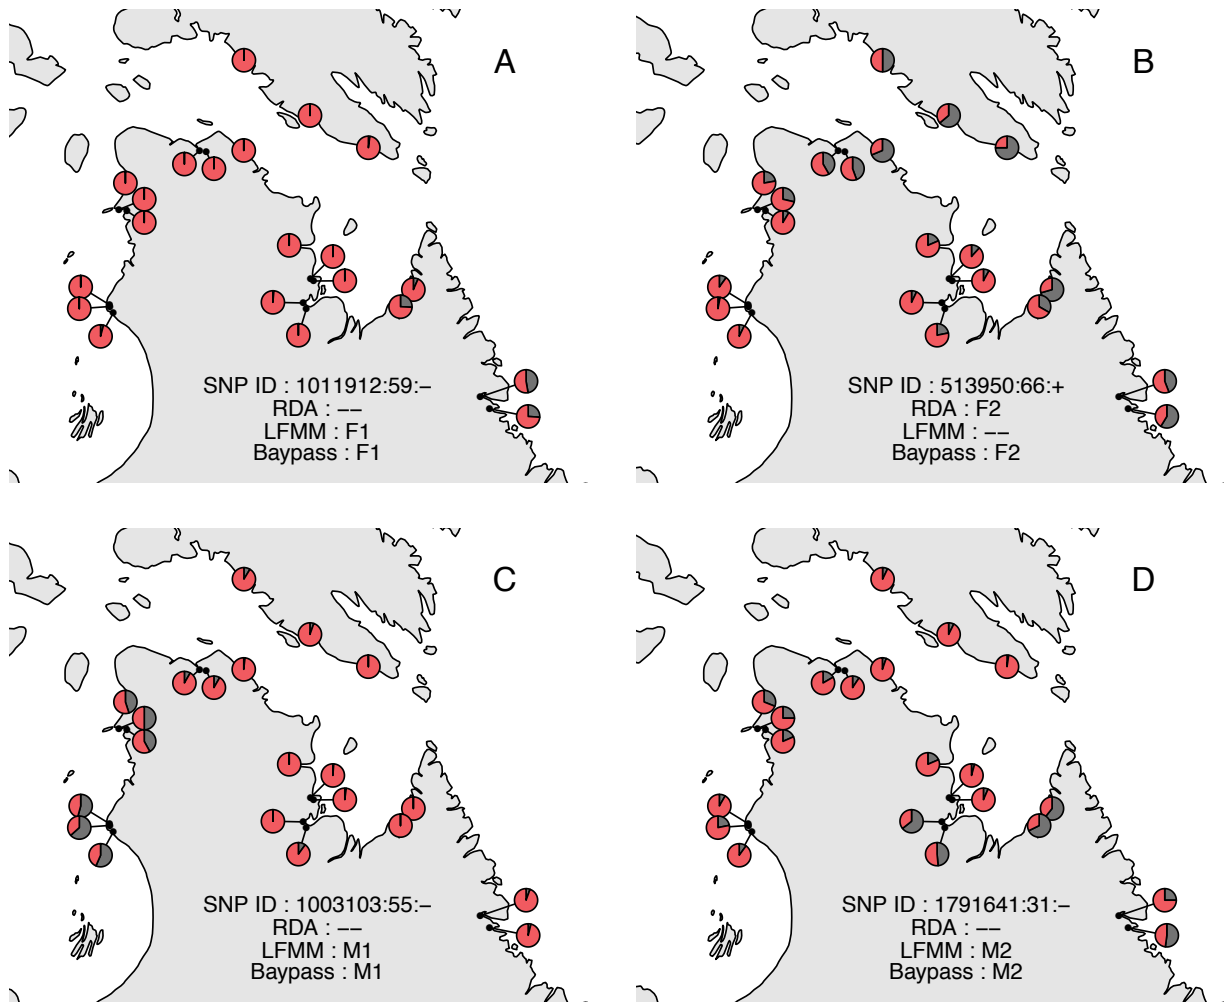 A
SNP ID : 1011912:59:−
RDA : −−
LFMM : F1
Baypass : F1
B
SNP ID : 513950:66:+
RDA : F2
LFMM : −−
Baypass : F2
C
SNP ID : 1003103:55:−
RDA : −−
LFMM : M1
Baypass : M1
D
SNP ID : 1791641:31:−
RDA : −−
LFMM : M2
Baypass : M2